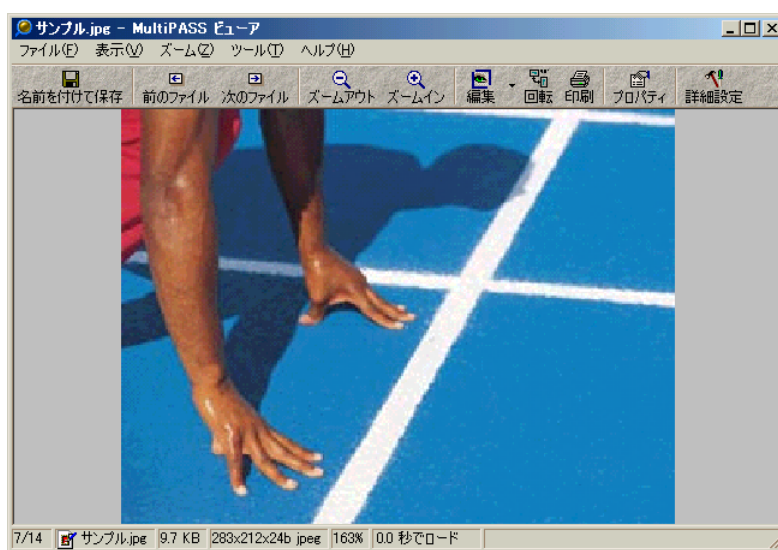 サンプル.jpg - MultiPASS ビューア
ファイル(F) 表示(V) ズーム(Z) ツール(T) ヘルプ(H)
名前を付けて保存 前のファイル 次のファイル ズームアウト ズームイン 編集 回転 印刷 プロパティ 詳細設定
7/14 サンプル.jpg 9.7 KB 283x212x24b jpeg 163% 0.0 秒でロード